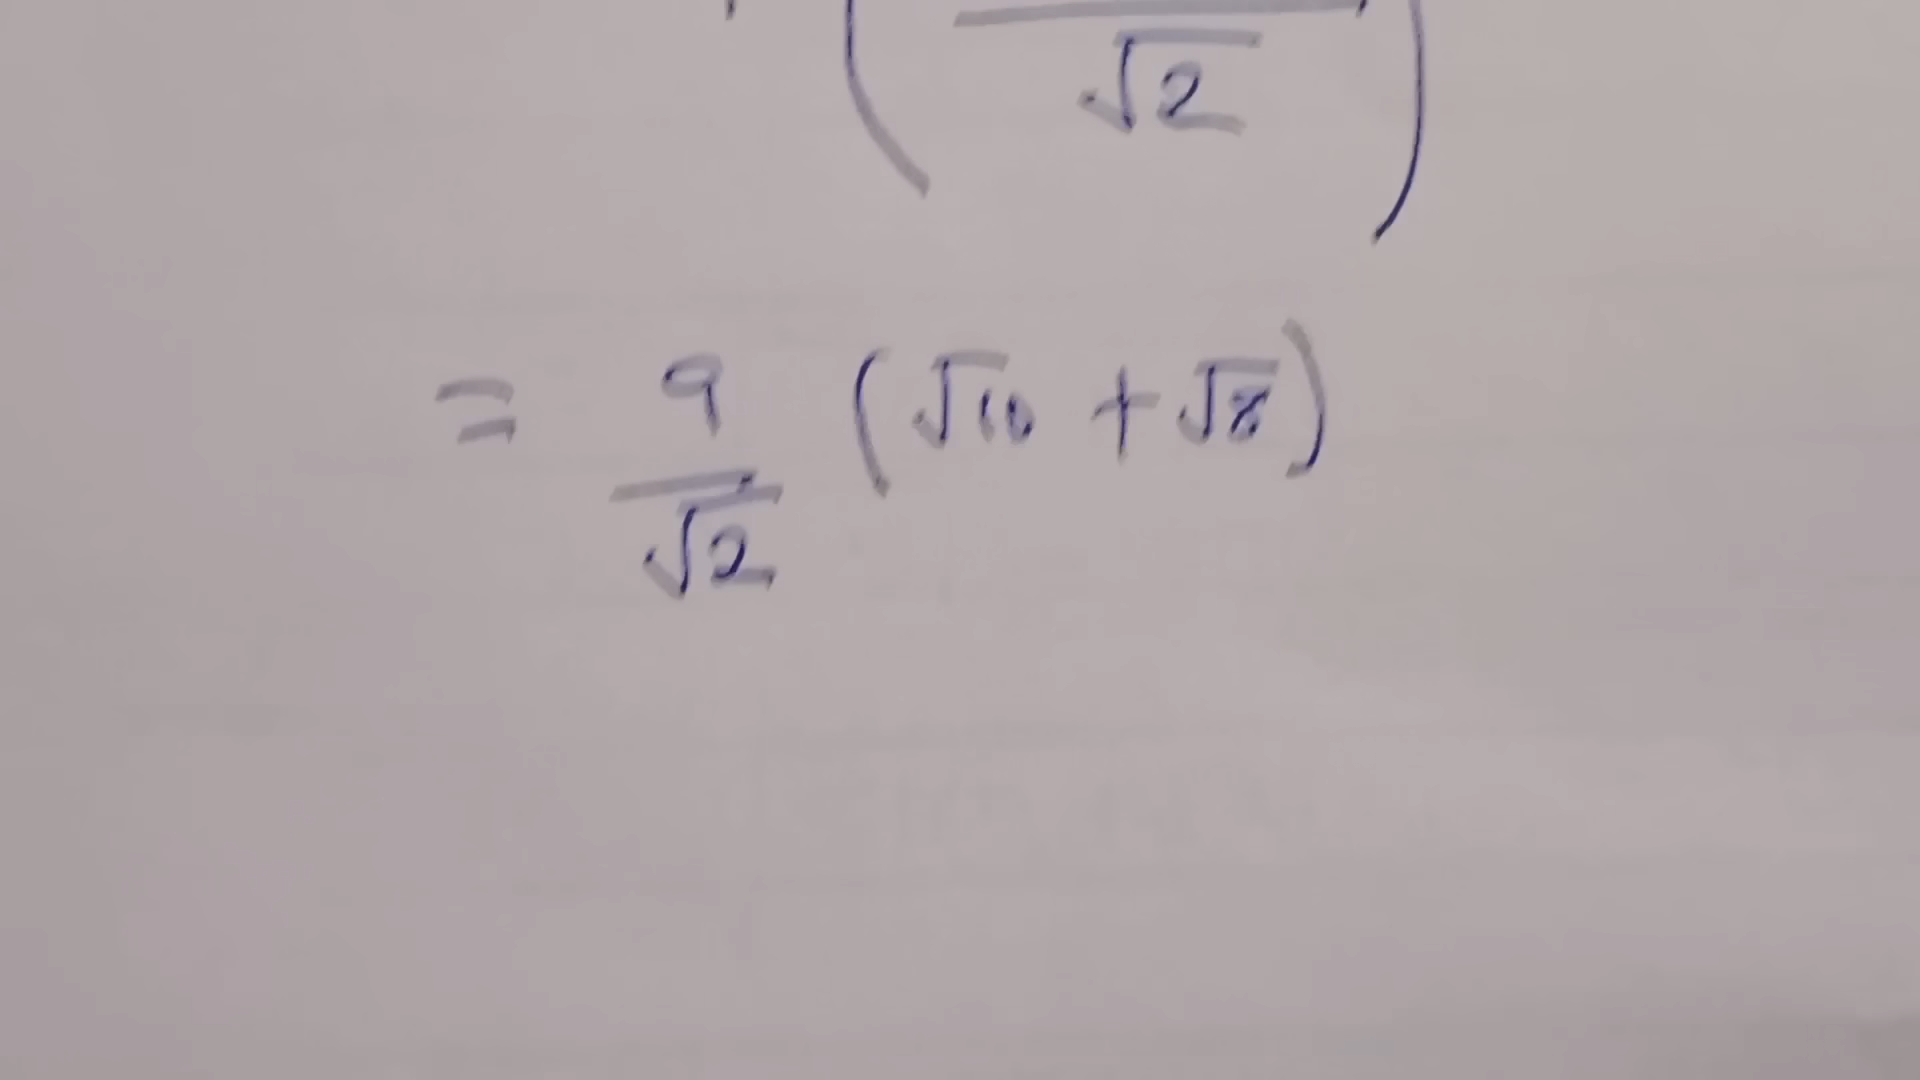 ( √2 )
= 9/√2 (√10 + √8)